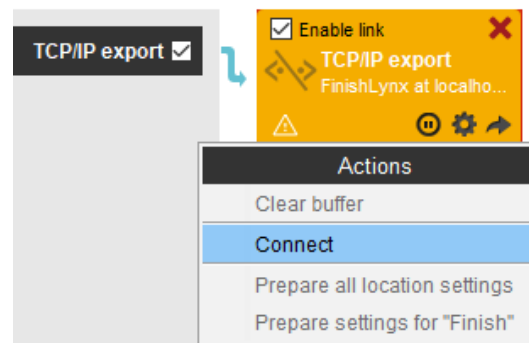 TCP/IP export
Enable link
TCP/IP export
FinishLynx at localho...
Actions
Clear buffer
Connect
Prepare all location settings
Prepare settings for "Finish"